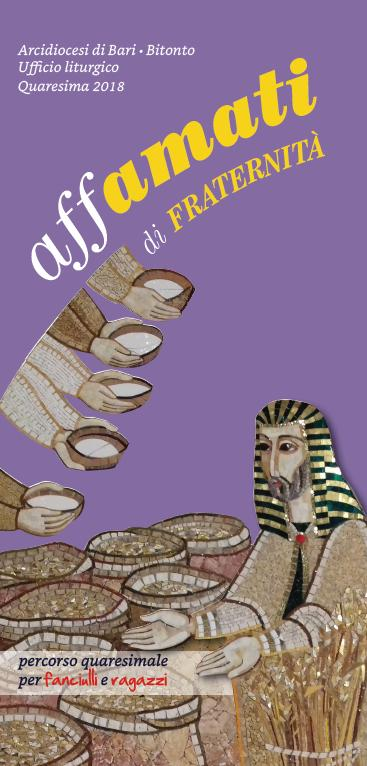 Arcidiocesi di Bari • Bitonto
Ufficio liturgico
Quaresima 2018
affamati
di FRATERNITÀ
percorso quaresimale
per fanciulli e ragazzi